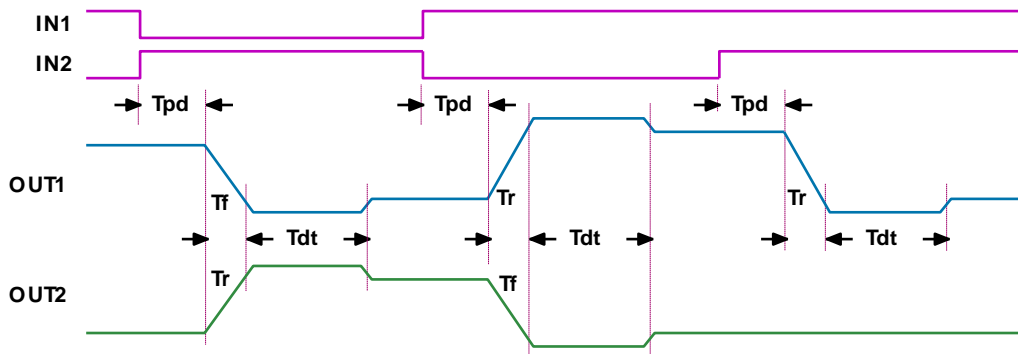 IN1
IN2
Tpd Tpd Tpd
OUT1
Tf Tr Tr
Tdt Tdt Tdt
Tr Tf
OUT2